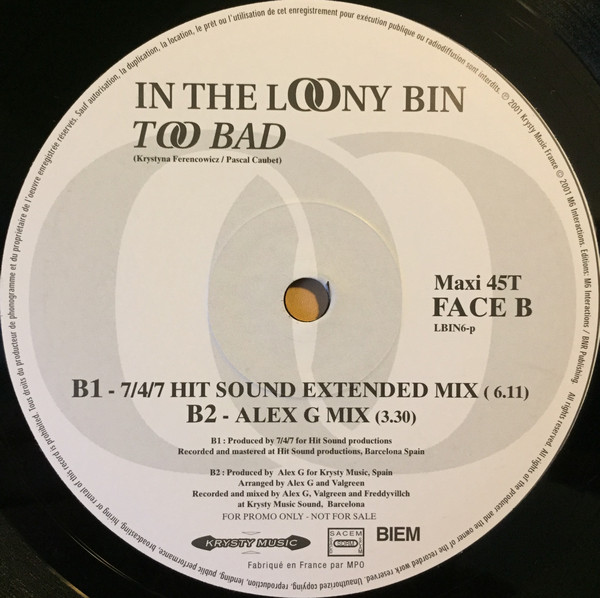 IN THE LOONY BIN
TOO BAD
(Krystyna Ferencowicz / Pascal Caubet)
Maxi 45T
FACE B
LBIN6-p
B1 - 7/4/7 HIT SOUND EXTENDED MIX ( 6.11)
B2 - ALEX G MIX (3.30)
B1 : Produced by 7/4/7 for Hit Sound productions
Recorded and mastered at Hit Sound productions, Barcelona Spain
B2 : Produced by Alex G for Krysty Music, Spain
Arranged by Alex G and Valgreen
Recorded and mixed by Alex G, Valgreen and Freddyvillch
at Krysty Music Sound, Barcelona
FOR PROMO ONLY - NOT FOR SALE
KRYSTY MUSIC
SACEM
SDRM
BIEM
Fabriqué en France par MPO
Tous droits du producteur de phonogramme et du propriétaire de l'oeuvre enregistrée réservés. Sauf autorisation, la duplication, la location, le prêt ou l'utilisation de cet enregistrement pour exécution publique ou radiodiffusion sont interdits. © 2001 Krysty Music France © 2001 M6 Interactions. Editions: M6 Interactions / BNR Publishing.
All rights reserved. All rights of the producer and the owner of the recorded work reserved. Unauthorized copying, reproduction, lending, public performance, broadcasting, hiring or rental of this record is prohibited.